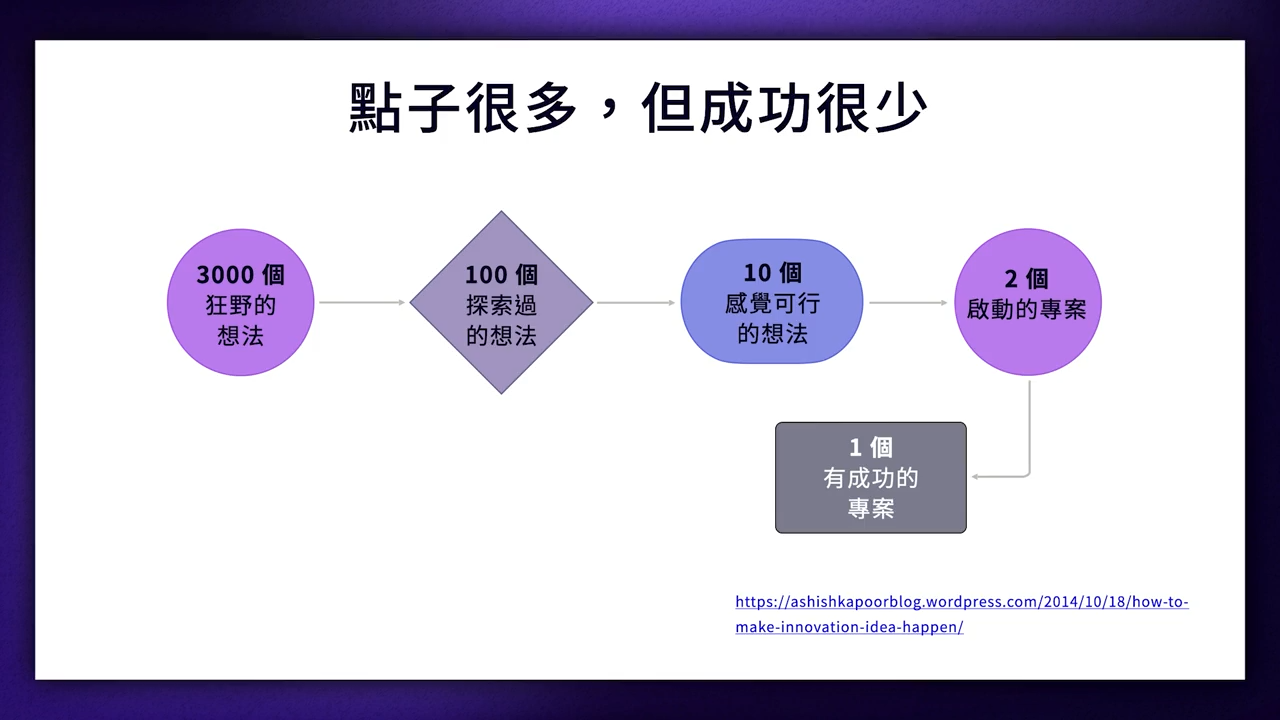 點子很多，但成功很少
3000 個
狂野的
想法
100 個
探索過
的想法
10 個
感覺可行
的想法
2 個
啟動的專案
1 個
有成功的
專案
https://ashishkapoorblog.wordpress.com/2014/10/18/how-to-
make-innovation-idea-happen/